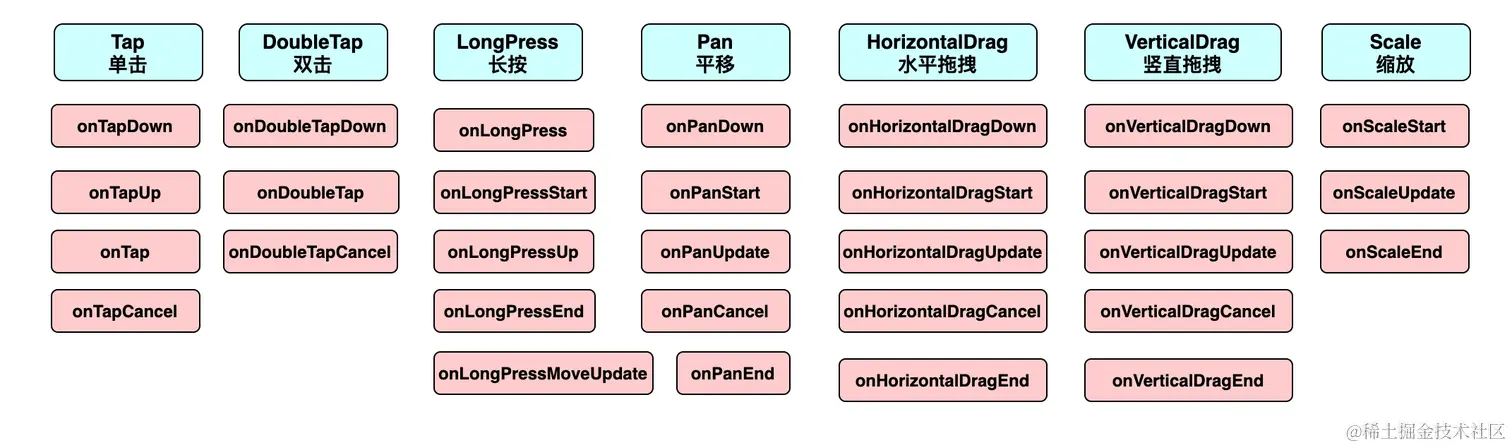 Tap
单击
DoubleTap
双击
LongPress
长按
Pan
平移
HorizontalDrag
水平拖拽
VerticalDrag
竖直拖拽
Scale
缩放
onTapDown
onDoubleTapDown
onLongPress
onPanDown
onHorizontalDragDown
onVerticalDragDown
onScaleStart
onTapUp
onDoubleTap
onLongPressStart
onPanStart
onHorizontalDragStart
onVerticalDragStart
onScaleUpdate
onTap
onDoubleTapCancel
onLongPressUp
onPanUpdate
onHorizontalDragUpdate
onVerticalDragUpdate
onScaleEnd
onTapCancel
onLongPressEnd
onPanCancel
onHorizontalDragCancel
onVerticalDragCancel
onLongPressMoveUpdate
onPanEnd
onHorizontalDragEnd
onVerticalDragEnd
@稀土掘金技术社区